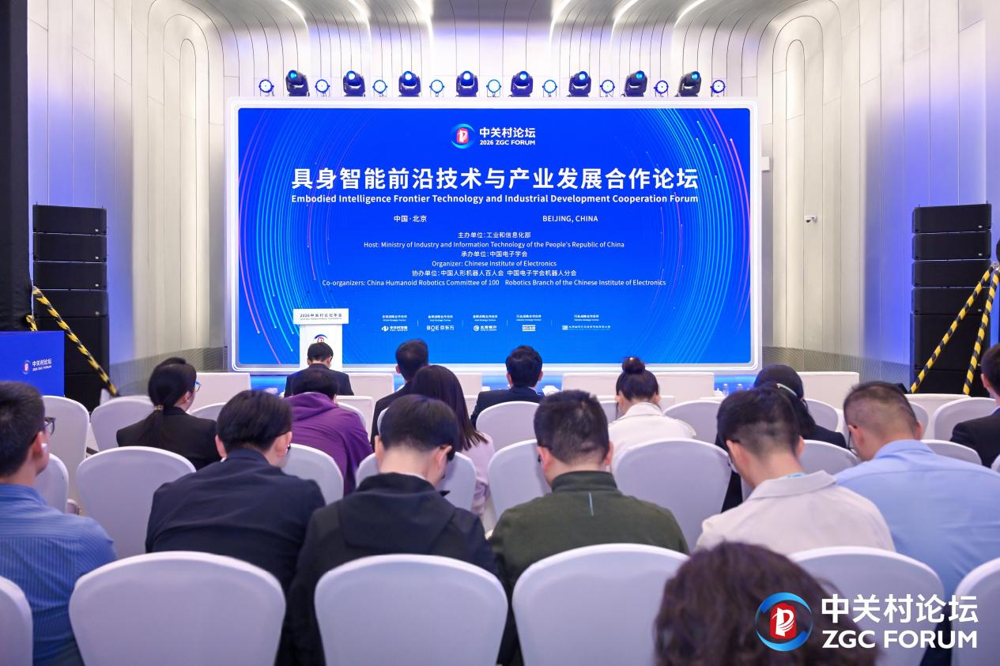 中关村论坛
2026 ZGC FORUM
具身智能前沿技术与产业发展合作论坛
Embodied Intelligence Frontier Technology and Industrial Development Cooperation Forum
中国·北京 BEIJING, CHINA
主办单位：工业和信息化部
Host: Ministry of Industry and Information Technology of the People's Republic of China
承办单位：中国电子学会
Organizer: Chinese Institute of Electronics
协办单位：中国人形机器人百人会 中国电子学会机器人分会
Co-organizers: China Humanoid Robotics Committee of 100 Robotics Branch of the Chinese Institute of Electronics
2026中关村论坛年会
BOE 京东方 北京银行
中关村论坛
ZGC FORUM
中关村论坛
ZGC FORUM